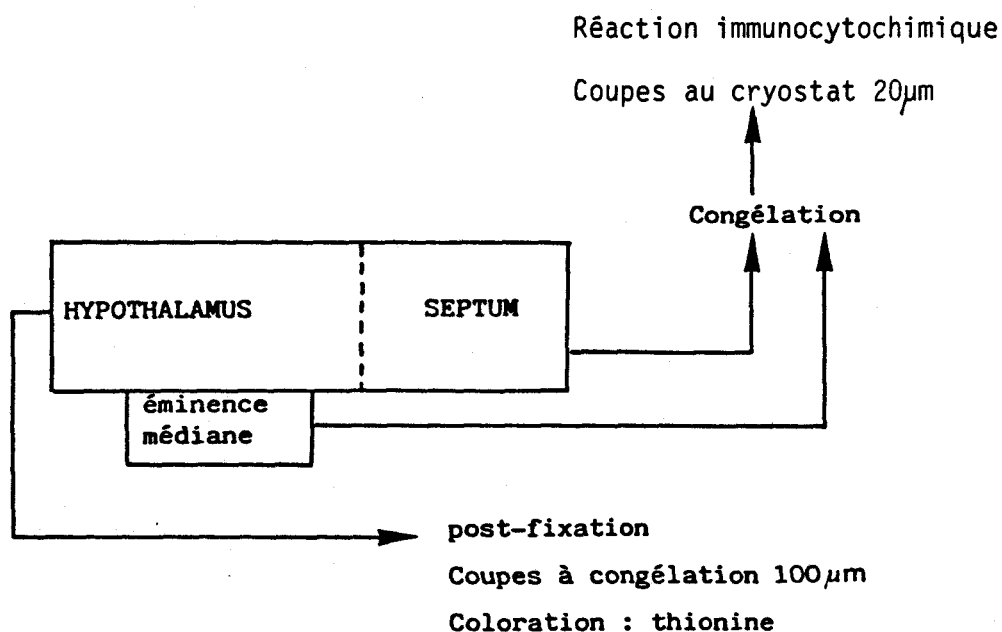 Réaction immunocytochimique
Coupes au cryostat 20µm
Congélation
HYPOTHALAMUS
SEPTUM
éminence
médiane
post-fixation
Coupes à congélation 100µm
Coloration : thionine